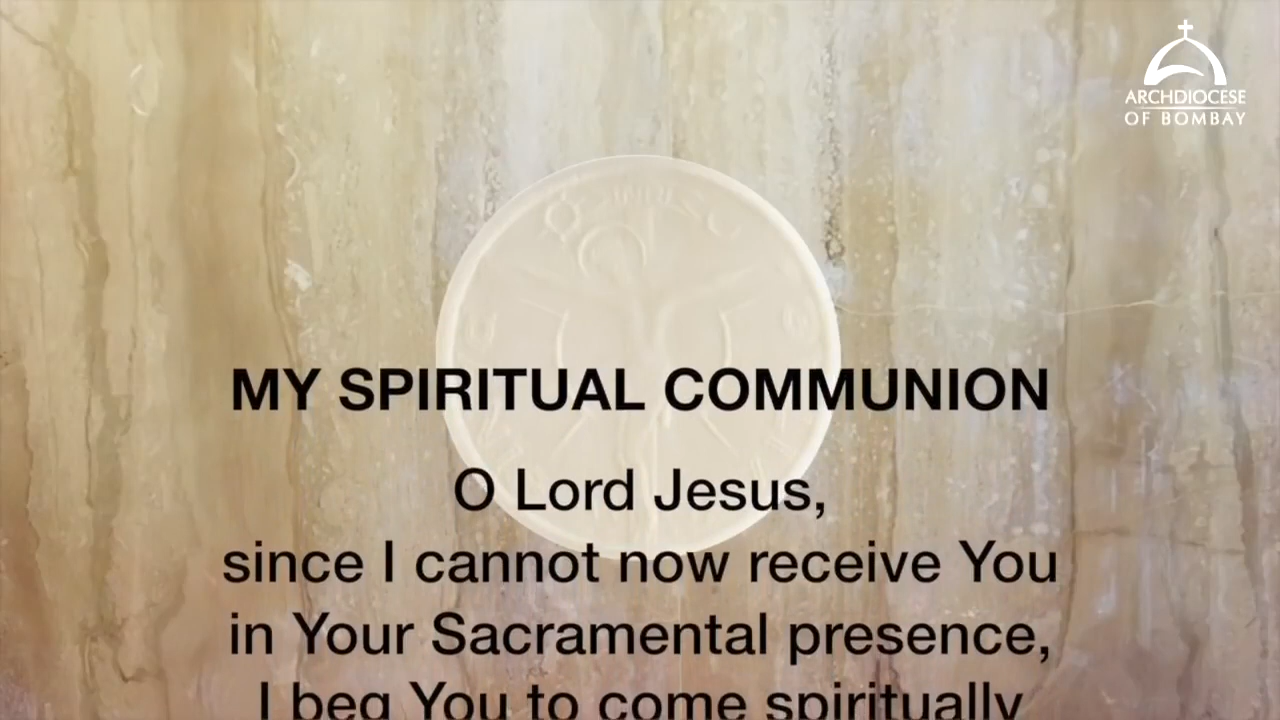 ARCHDIOCESE
OF BOMBAY
MY SPIRITUAL COMMUNION
O Lord Jesus,
since I cannot now receive You
in Your Sacramental presence,
I beg You to come spiritually